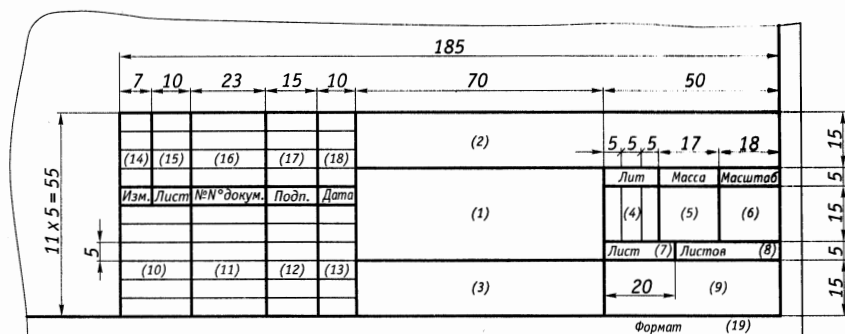 185
7 10 23 15 10 70 50
(2)
5 5 5 17 18
15
(14) (15) (16) (17) (18)
Лит Масса Масштаб
5
Изм. Лист №N°докум. Подп. Дата
11 x 5 = 55
(1)
(4) (5) (6)
15
5
Лист (7) Листов (8)
5
(10) (11) (12) (13)
(3)
20
(9)
15
Формат (19)